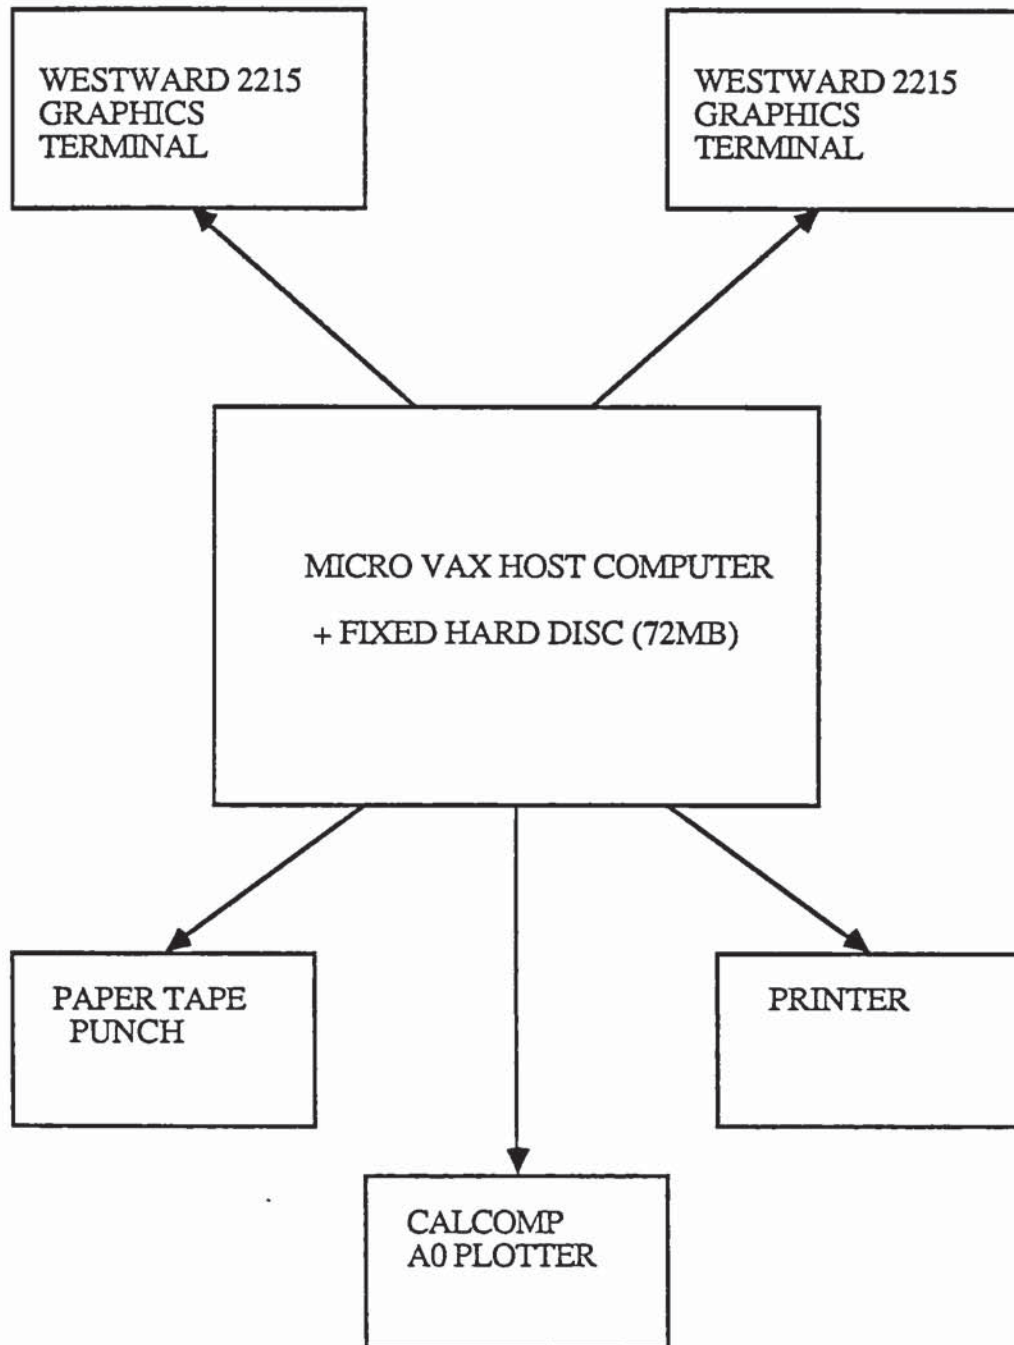 WESTWARD 2215
GRAPHICS
TERMINAL
WESTWARD 2215
GRAPHICS
TERMINAL
MICRO VAX HOST COMPUTER
+ FIXED HARD DISC (72MB)
PAPER TAPE
PUNCH
PRINTER
CALCOMP
A0 PLOTTER